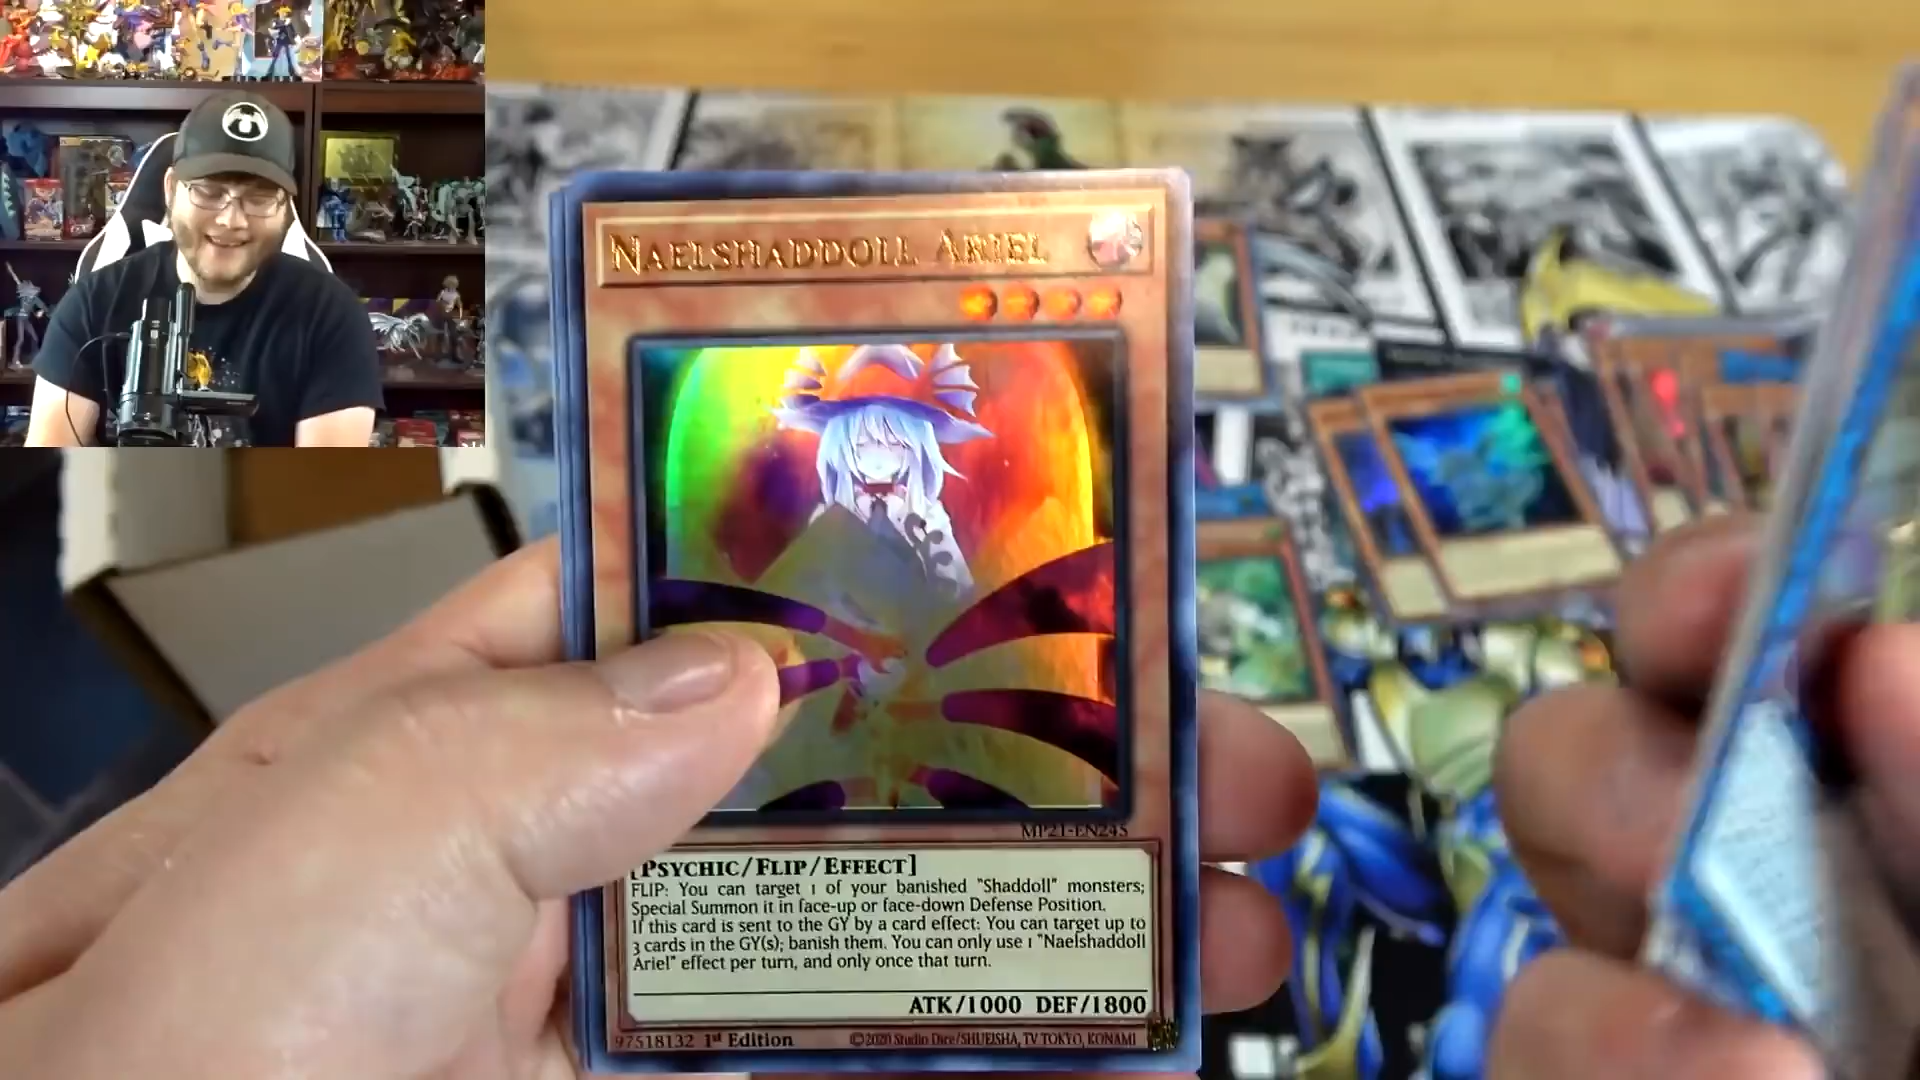 NAELSHADDOLL ARIEL
MP21-EN245
[PSYCHIC/FLIP/EFFECT]
FLIP: You can target 1 of your banished "Shaddoll" monsters;
Special Summon it in face-up or face-down Defense Position.
If this card is sent to the GY by a card effect: You can target up to
3 cards in the GY(s); banish them. You can only use 1 "Naelshaddoll
Ariel" effect per turn, and only once that turn.
ATK/1000 DEF/1800
97518132 1st Edition ©2020 Studio Dice/SHUEISHA, TV TOKYO, KONAMI